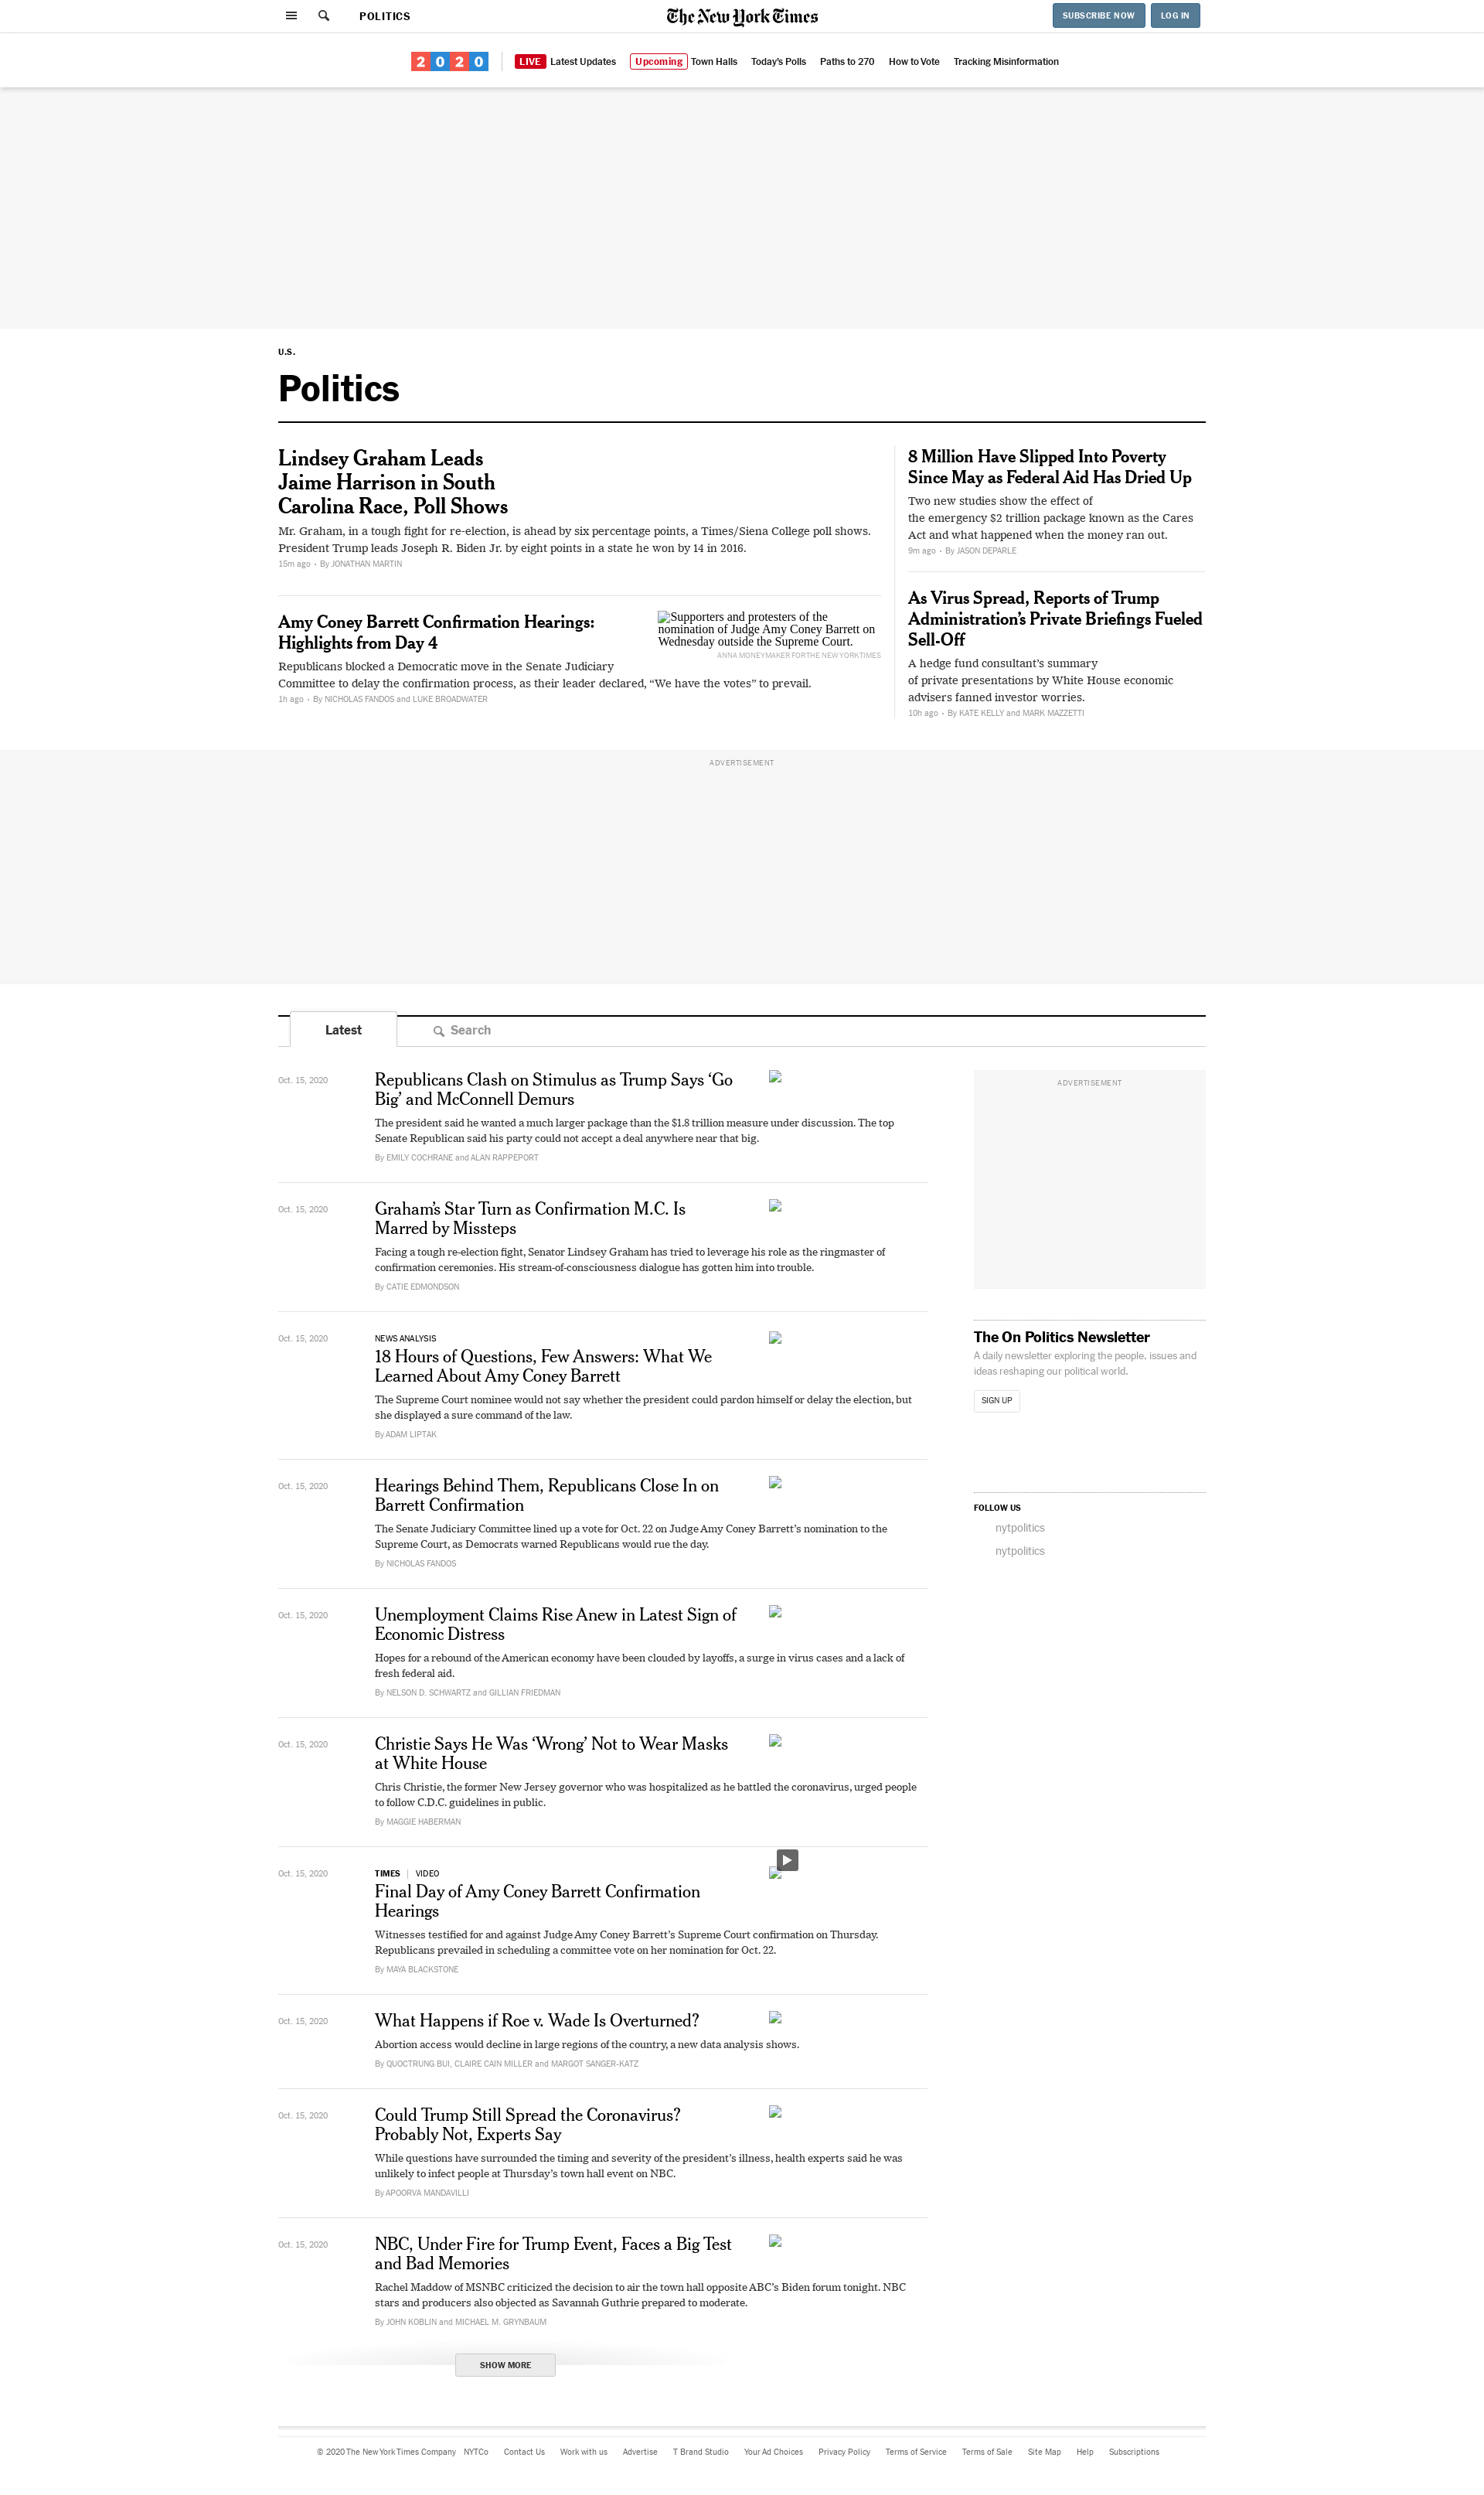 POLITICS
The New York Times
SUBSCRIBE NOW
LOG IN
2020
LIVE Latest Updates
Upcoming Town Halls
Today's Polls
Paths to 270
How to Vote
Tracking Misinformation
U.S.
Politics
Lindsey Graham Leads
Jaime Harrison in South
Carolina Race, Poll Shows
Mr. Graham, in a tough fight for re-election, is ahead by six percentage points, a Times/Siena College poll shows.
President Trump leads Joseph R. Biden Jr. by eight points in a state he won by 14 in 2016.
15m ago • By JONATHAN MARTIN
Amy Coney Barrett Confirmation Hearings:
Highlights from Day 4
Supporters and protesters of the
nomination of Judge Amy Coney Barrett on
Wednesday outside the Supreme Court.
ANNA MONEYMAKER FOR THE NEW YORK TIMES
Republicans blocked a Democratic move in the Senate Judiciary
Committee to delay the confirmation process, as their leader declared, “We have the votes” to prevail.
1h ago • By NICHOLAS FANDOS and LUKE BROADWATER
8 Million Have Slipped Into Poverty
Since May as Federal Aid Has Dried Up
Two new studies show the effect of
the emergency $2 trillion package known as the Cares
Act and what happened when the money ran out.
9m ago • By JASON DEPARLE
As Virus Spread, Reports of Trump
Administration’s Private Briefings Fueled
Sell-Off
A hedge fund consultant’s summary
of private presentations by White House economic
advisers fanned investor worries.
10h ago • By KATE KELLY and MARK MAZZETTI
ADVERTISEMENT
Latest
Search
Oct. 15, 2020
Republicans Clash on Stimulus as Trump Says ‘Go
Big’ and McConnell Demurs
The president said he wanted a much larger package than the $1.8 trillion measure under discussion. The top
Senate Republican said his party could not accept a deal anywhere near that big.
By EMILY COCHRANE and ALAN RAPPEPORT
Oct. 15, 2020
Graham’s Star Turn as Confirmation M.C. Is
Marred by Missteps
Facing a tough re-election fight, Senator Lindsey Graham has tried to leverage his role as the ringmaster of
confirmation ceremonies. His stream-of-consciousness dialogue has gotten him into trouble.
By CATIE EDMONDSON
Oct. 15, 2020
NEWS ANALYSIS
18 Hours of Questions, Few Answers: What We
Learned About Amy Coney Barrett
The Supreme Court nominee would not say whether the president could pardon himself or delay the election, but
she displayed a sure command of the law.
By ADAM LIPTAK
Oct. 15, 2020
Hearings Behind Them, Republicans Close In on
Barrett Confirmation
The Senate Judiciary Committee lined up a vote for Oct. 22 on Judge Amy Coney Barrett’s nomination to the
Supreme Court, as Democrats warned Republicans would rue the day.
By NICHOLAS FANDOS
Oct. 15, 2020
Unemployment Claims Rise Anew in Latest Sign of
Economic Distress
Hopes for a rebound of the American economy have been clouded by layoffs, a surge in virus cases and a lack of
fresh federal aid.
By NELSON D. SCHWARTZ and GILLIAN FRIEDMAN
Oct. 15, 2020
Christie Says He Was ‘Wrong’ Not to Wear Masks
at White House
Chris Christie, the former New Jersey governor who was hospitalized as he battled the coronavirus, urged people
to follow C.D.C. guidelines in public.
By MAGGIE HABERMAN
Oct. 15, 2020
TIMES | VIDEO
Final Day of Amy Coney Barrett Confirmation
Hearings
Witnesses testified for and against Judge Amy Coney Barrett’s Supreme Court confirmation on Thursday.
Republicans prevailed in scheduling a committee vote on her nomination for Oct. 22.
By MAYA BLACKSTONE
Oct. 15, 2020
What Happens if Roe v. Wade Is Overturned?
Abortion access would decline in large regions of the country, a new data analysis shows.
By QUOCTRUNG BUI, CLAIRE CAIN MILLER and MARGOT SANGER-KATZ
Oct. 15, 2020
Could Trump Still Spread the Coronavirus?
Probably Not, Experts Say
While questions have surrounded the timing and severity of the president’s illness, health experts said he was
unlikely to infect people at Thursday’s town hall event on NBC.
By APOORVA MANDAVILLI
Oct. 15, 2020
NBC, Under Fire for Trump Event, Faces a Big Test
and Bad Memories
Rachel Maddow of MSNBC criticized the decision to air the town hall opposite ABC’s Biden forum tonight. NBC
stars and producers also objected as Savannah Guthrie prepared to moderate.
By JOHN KOBLIN and MICHAEL M. GRYNBAUM
SHOW MORE
ADVERTISEMENT
The On Politics Newsletter
A daily newsletter exploring the people, issues and
ideas reshaping our political world.
SIGN UP
FOLLOW US
nytpolitics
nytpolitics
© 2020 The New York Times Company NYTCo Contact Us Work with us Advertise T Brand Studio Your Ad Choices Privacy Policy Terms of Service Terms of Sale Site Map Help Subscriptions